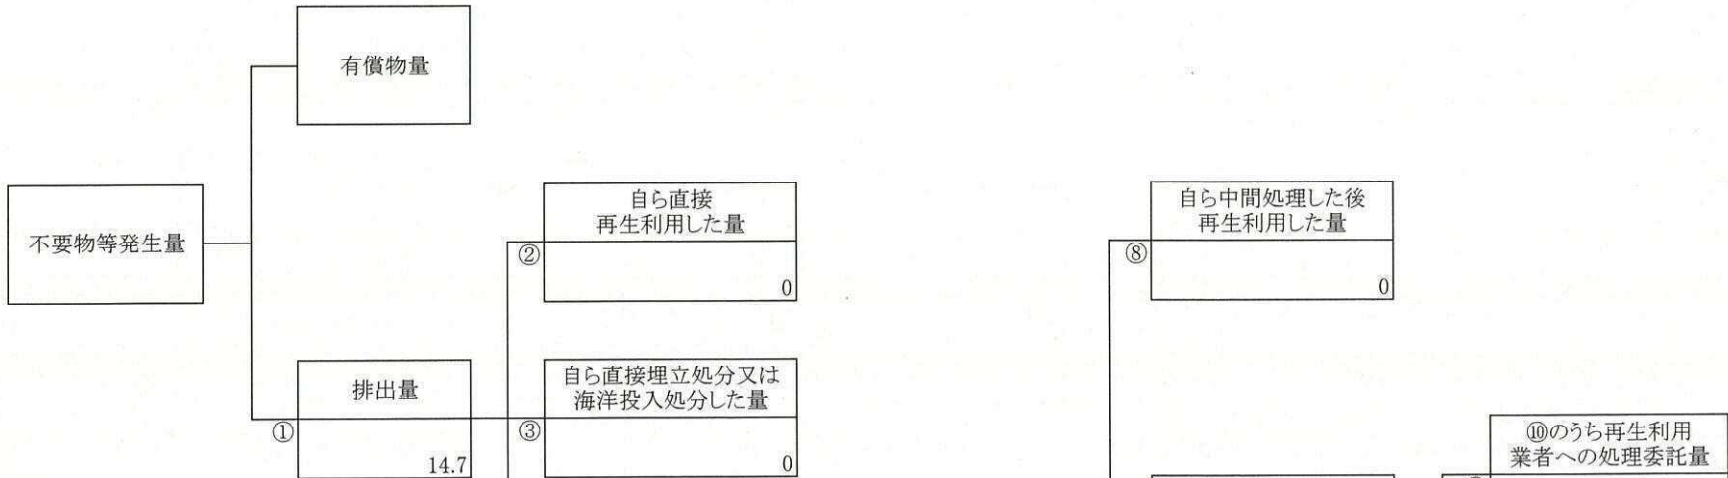 有償物量
不要物等発生量
自ら直接
再生利用した量
②
0
自ら中間処理した後
再生利用した量
⑧
0
排出量
①
14.7
自ら直接埋立処分又は
海洋投入処分した量
③
0
⑩のうち再生利用
業者への処理委託量